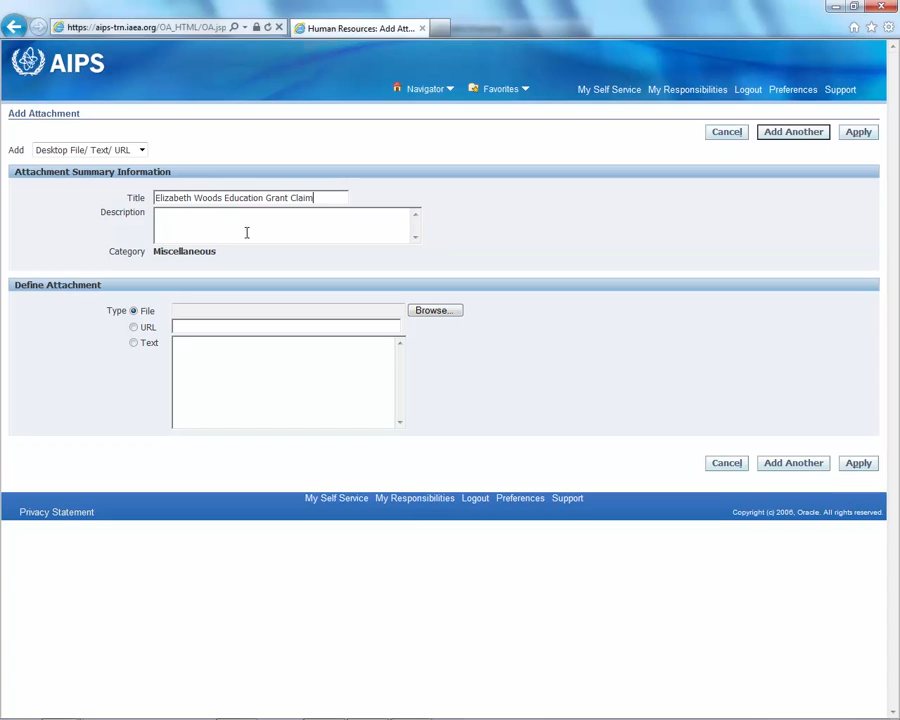 https://aips-trn.iaea.org/OA_HTML/OA.jsp
Human Resources: Add Att...
AIPS
Navigator
Favorites
My Self Service My Responsibilities Logout Preferences Support
Add Attachment
Cancel Add Another Apply
Add Desktop File/ Text/ URL
Attachment Summary Information
Title Elizabeth Woods Education Grant Claim
Description
Category Miscellaneous
Define Attachment
Type File Browse...
URL
Text
Cancel Add Another Apply
My Self Service My Responsibilities Logout Preferences Support
Privacy Statement Copyright (c) 2006, Oracle. All rights reserved.